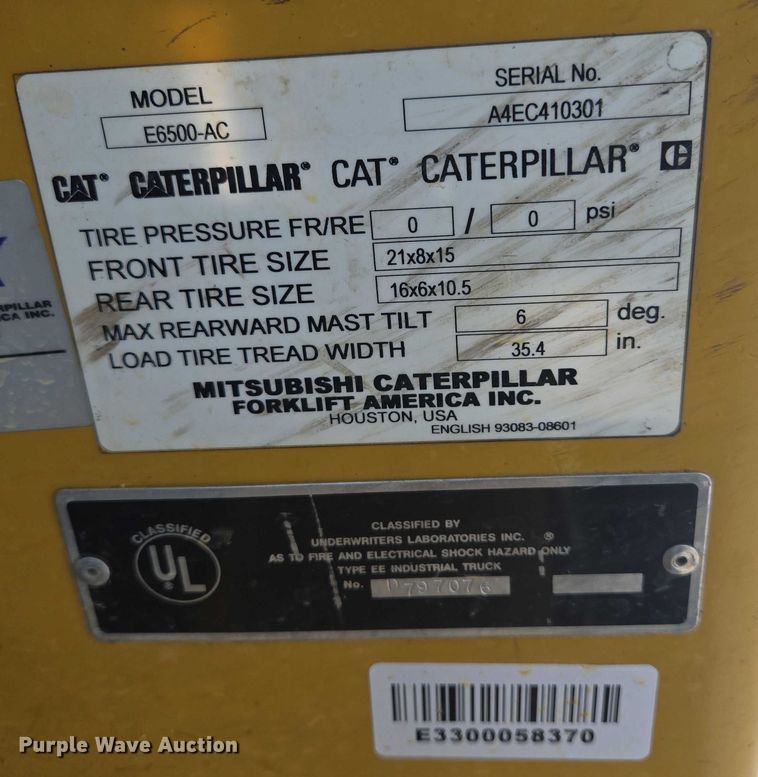 MODEL
SERIAL No.
E6500-AC
A4EC410301
CAT® CATERPILLAR® CAT® CATERPILLAR®
TIRE PRESSURE FR/RE 0 / 0 psi
FRONT TIRE SIZE 21x8x15
REAR TIRE SIZE 16x6x10.5
MAX REARWARD MAST TILT 6 deg.
LOAD TIRE TREAD WIDTH 35.4 in.
MITSUBISHI CATERPILLAR
FORKLIFT AMERICA INC.
HOUSTON, USA
ENGLISH 93083-08601
CLASSIFIED
UL®
CLASSIFIED BY
UNDERWRITERS LABORATORIES INC. ®
AS TO FIRE AND ELECTRICAL SHOCK HAZARD ONLY
TYPE EE INDUSTRIAL TRUCK
No. D797076
E3300058370
Purple Wave Auction